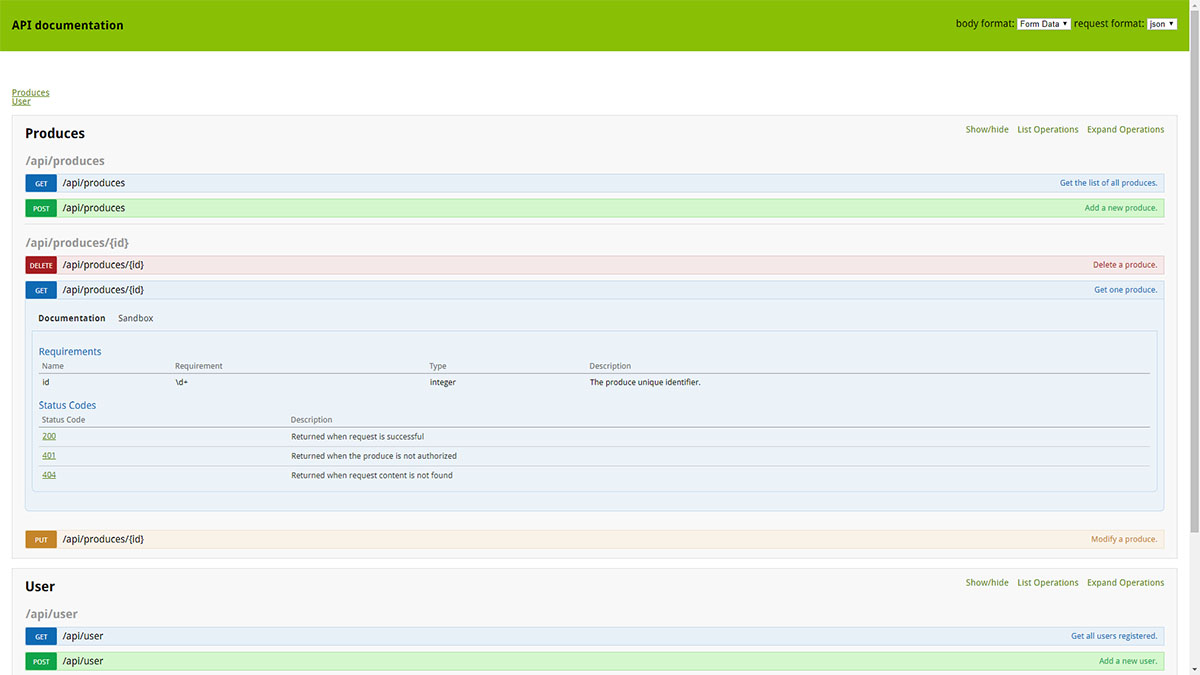 API documentation
body format: Form Data request format: json
Produces
User
Produces Show/hide List Operations Expand Operations
/api/produces
GET /api/produces Get the list of all produces.
POST /api/produces Add a new produce.
/api/produces/{id}
DELETE /api/produces/{id} Delete a produce.
GET /api/produces/{id} Get one produce.
Documentation Sandbox
Requirements
Name Requirement Type Description
id \d+ integer The produce unique identifier.
Status Codes
Status Code Description
200 Returned when request is successful
401 Returned when the produce is not authorized
404 Returned when request content is not found
PUT /api/produces/{id} Modify a produce.
User Show/hide List Operations Expand Operations
/api/user
GET /api/user Get all users registered.
POST /api/user Add a new user.